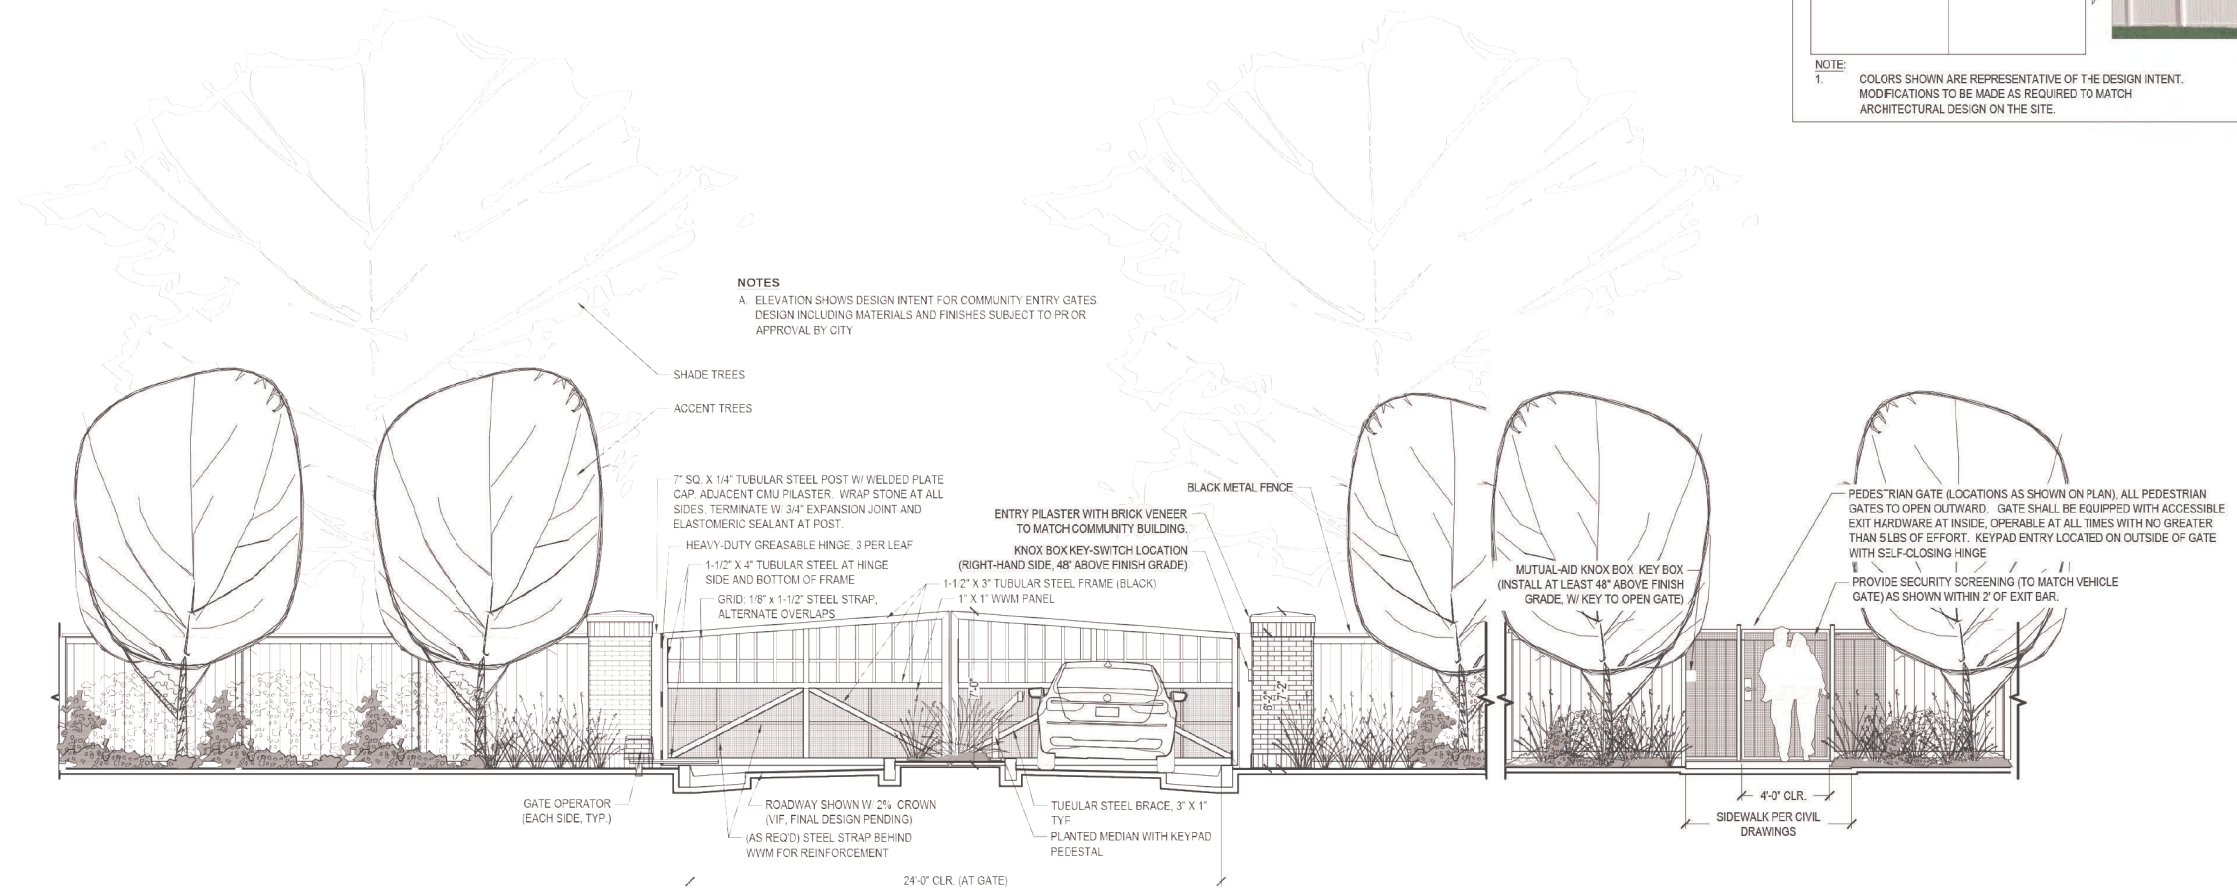 NOTE:
1. COLORS SHOWN ARE REPRESENTATIVE OF THE DESIGN INTENT.
MODIFICATIONS TO BE MADE AS REQUIRED TO MATCH
ARCHITECTURAL DESIGN ON THE SITE.
NOTES
A. ELEVATION SHOWS DESIGN INTENT FOR COMMUNITY ENTRY GATES.
DESIGN INCLUDING MATERIALS AND FINISHES SUBJECT TO PRIOR
APPROVAL BY CITY
SHADE TREES
ACCENT TREES
7" SQ. X 1/4" TUBULAR STEEL POST W/ WELDED PLATE
CAP, ADJACENT CMU PILASTER. WRAP STONE AT ALL
SIDES, TERMINATE W/ 3/4" EXPANSION JOINT AND
ELASTOMERIC SEALANT AT POST.
HEAVY-DUTY GREASABLE HINGE, 3 PER LEAF
1-1/2" X 4" TUBULAR STEEL AT HINGE
SIDE AND BOTTOM OF FRAME
GRID: 1/8" x 1-1/2" STEEL STRAP,
ALTERNATE OVERLAPS
1-1/2" X 3" TUBULAR STEEL FRAME (BLACK)
1" X 1" WWM PANEL
BLACK METAL FENCE
ENTRY PILASTER WITH BRICK VENEER
TO MATCH COMMUNITY BUILDING.
KNOX BOX KEY-SWITCH LOCATION
(RIGHT-HAND SIDE, 48" ABOVE FINISH GRADE)
MUTUAL-AID KNOX BOX KEY BOX
(INSTALL AT LEAST 48" ABOVE FINISH
GRADE, W/ KEY TO OPEN GATE)
PEDESTRIAN GATE (LOCATIONS AS SHOWN ON PLAN), ALL PEDESTRIAN
GATES TO OPEN OUTWARD. GATE SHALL BE EQUIPPED WITH ACCESSIBLE
EXIT HARDWARE AT INSIDE, OPERABLE AT ALL TIMES WITH NO GREATER
THAN 5 LBS OF EFFORT. KEYPAD ENTRY LOCATED ON OUTSIDE OF GATE
WITH SELF-CLOSING HINGE
PROVIDE SECURITY SCREENING (TO MATCH VEHICLE
GATE) AS SHOWN WITHIN 2' OF EXIT BAR.
7'-0"
6'-2"
7'-2"
GATE OPERATOR
(EACH SIDE, TYP.)
ROADWAY SHOWN W/ 2% CROWN
(VIF, FINAL DESIGN PENDING)
(AS REQ'D) STEEL STRAP BEHIND
WWM FOR REINFORCEMENT
TUBULAR STEEL BRACE, 3" X 1"
TYP.
PLANTED MEDIAN WITH KEYPAD
PEDESTAL
4'-0" CLR.
SIDEWALK PER CIVIL
DRAWINGS
24'-0" CLR. (AT GATE)